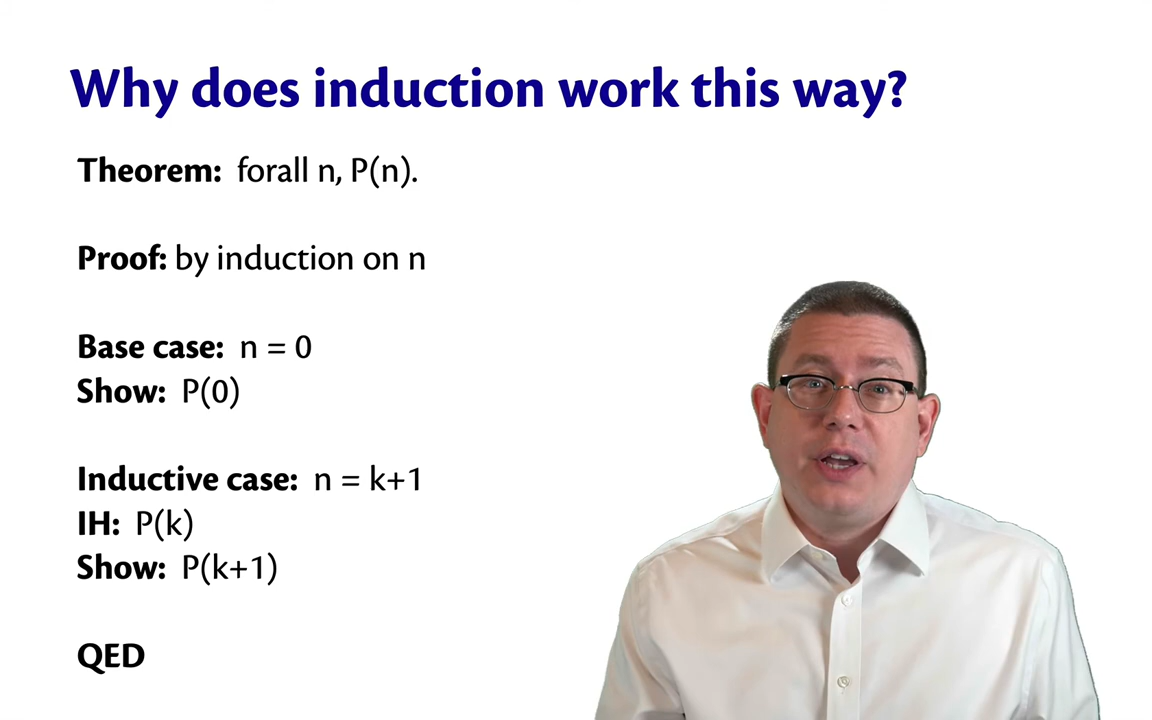 Why does induction work this way?
Theorem: forall n, P(n).
Proof: by induction on n
Base case: n = 0
Show: P(0)
Inductive case: n = k+1
IH: P(k)
Show: P(k+1)
QED